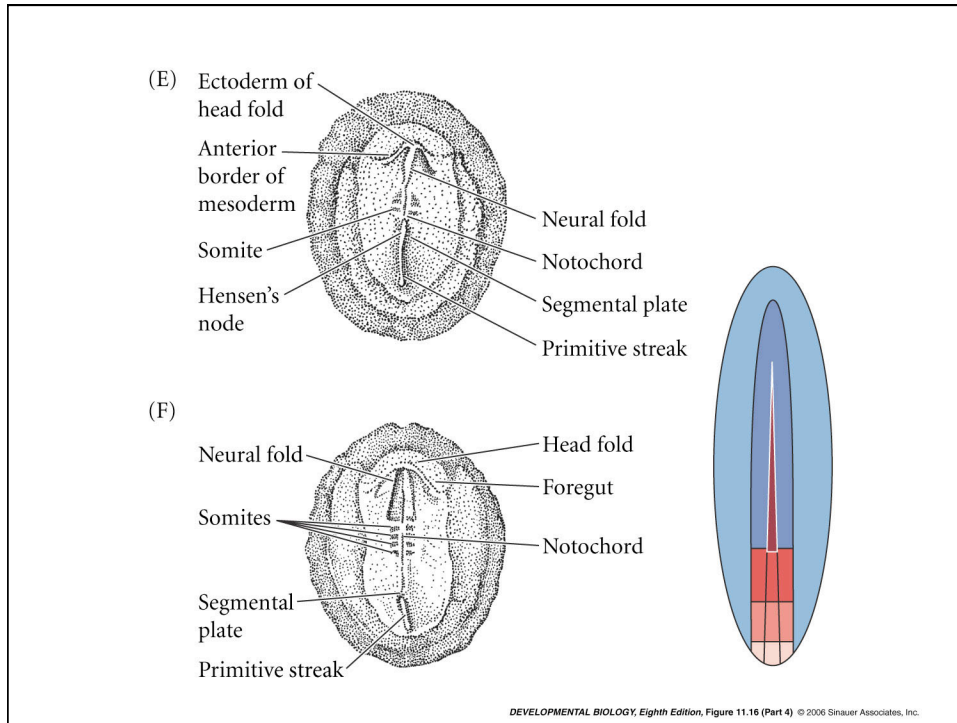 (E)
Ectoderm of
head fold
Anterior
border of
mesoderm
Somite
Hensen's
node
Neural fold
Notochord
Segmental plate
Primitive streak
(F)
Neural fold
Somites
Segmental
plate
Primitive streak
Head fold
Foregut
Notochord
DEVELOPMENTAL BIOLOGY, Eighth Edition, Figure 11.16 (Part 4) © 2006 Sinauer Associates, Inc.